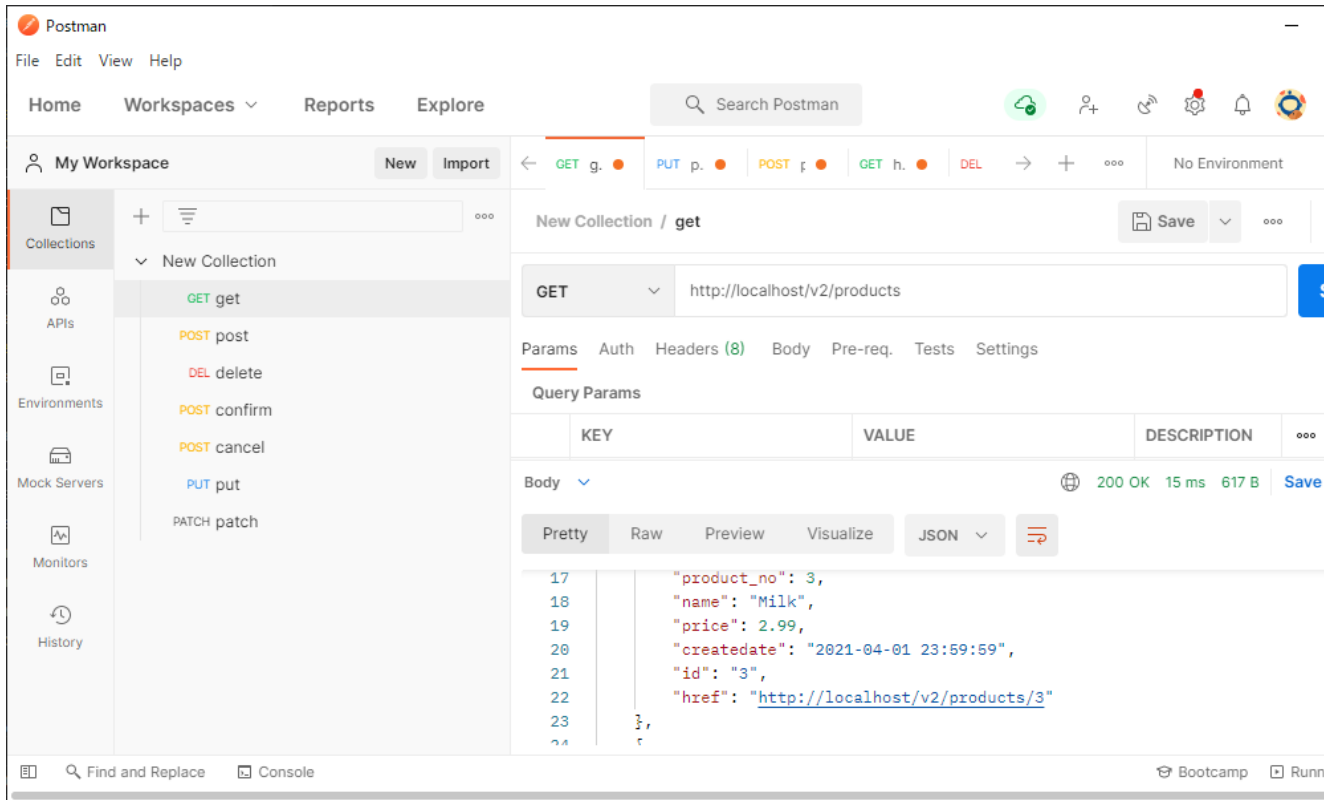 Postman
File Edit View Help
Home Workspaces Reports Explore Search Postman
My Workspace New Import GET g. PUT p. POST GET h. DEL No Environment
Collections
APIs
Environments
Mock Servers
Monitors
History
New Collection
GET get
POST post
DEL delete
POST confirm
POST cancel
PUT put
PATCH patch
New Collection / get Save
GET http://localhost/v2/products
Params Auth Headers (8) Body Pre-req. Tests Settings
Query Params
KEY VALUE DESCRIPTION
Body 200 OK 15 ms 617 B Save
Pretty Raw Preview Visualize JSON
17 "product_no": 3,
18 "name": "Milk",
19 "price": 2.99,
20 "createdate": "2021-04-01 23:59:59",
21 "id": "3",
22 "href": "http://localhost/v2/products/3"
23 },
24 {
Find and Replace Console Bootcamp Runn